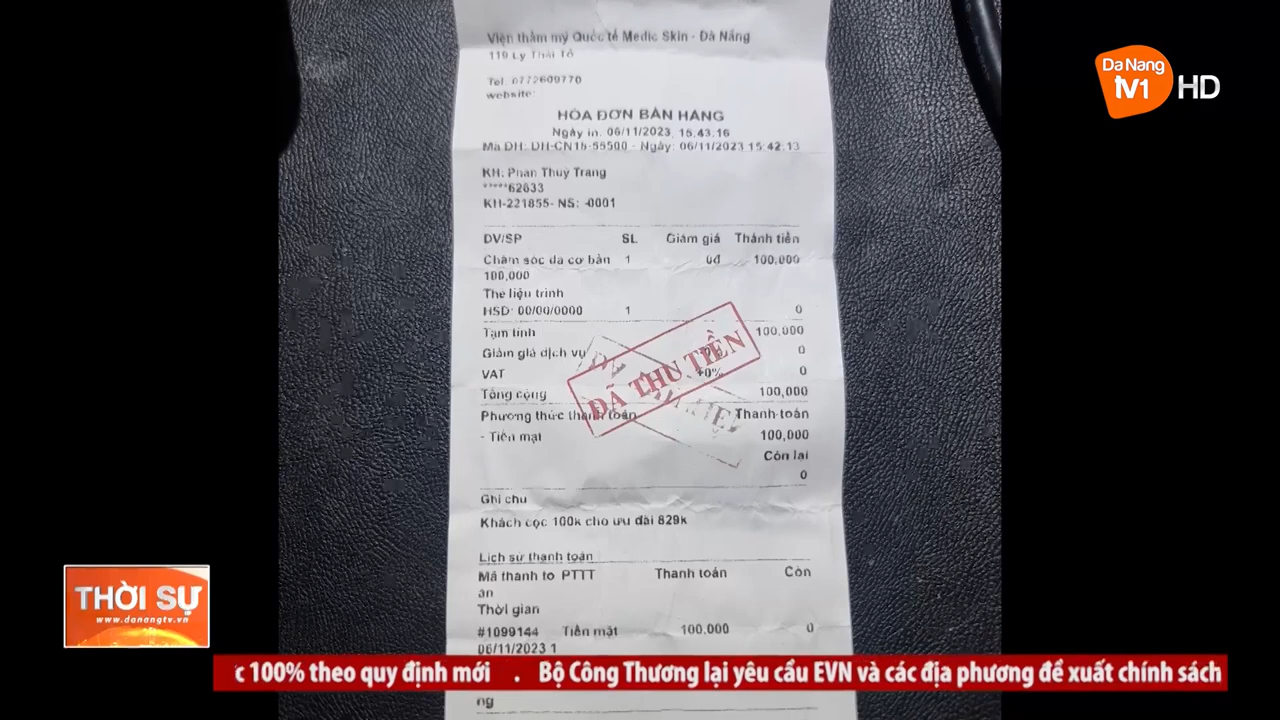 Viện thẩm mỹ Quốc tế Medic Skin - Đà Nẵng
119 Lý Thái Tổ
Tel: 0772609770
website:
HÓA ĐƠN BÁN HÀNG
Ngày in: 06/11/2023, 15:43:16
Mã ĐH: DH-CN16-55500 - Ngày: 06/11/2023 15:42:13
KH: Phan Thuy Trang
*****62633
KH-221855- NS: -0001
DV/SP SL Giảm giá Thành tiền
Chăm sóc da cơ bản 1 0đ 100,000
100,000
Thẻ liệu trình
HSD: 00/00/0000 1 0
Tạm tính 100,000
Giảm giá dịch vụ 0
VAT +0% 0
Tổng cộng 100,000
ĐÃ THU TIỀN
Phương thức thanh toán Thanh toán
- Tiền mặt 100,000
Còn lại
0
Ghi chú
Khách cọc 100k cho ưu đãi 829k
Lịch sử thanh toán
Mã thanh to PTTT Thanh toán Còn
án
Thời gian
#1099144 Tiền mặt 100,000 0
06/11/2023 1
ng
Da Nang
TV1 HD
THỜI SỰ
www.danangtv.vn
c 100% theo quy định mới . Bộ Công Thương lại yêu cầu EVN và các địa phương đề xuất chính sách